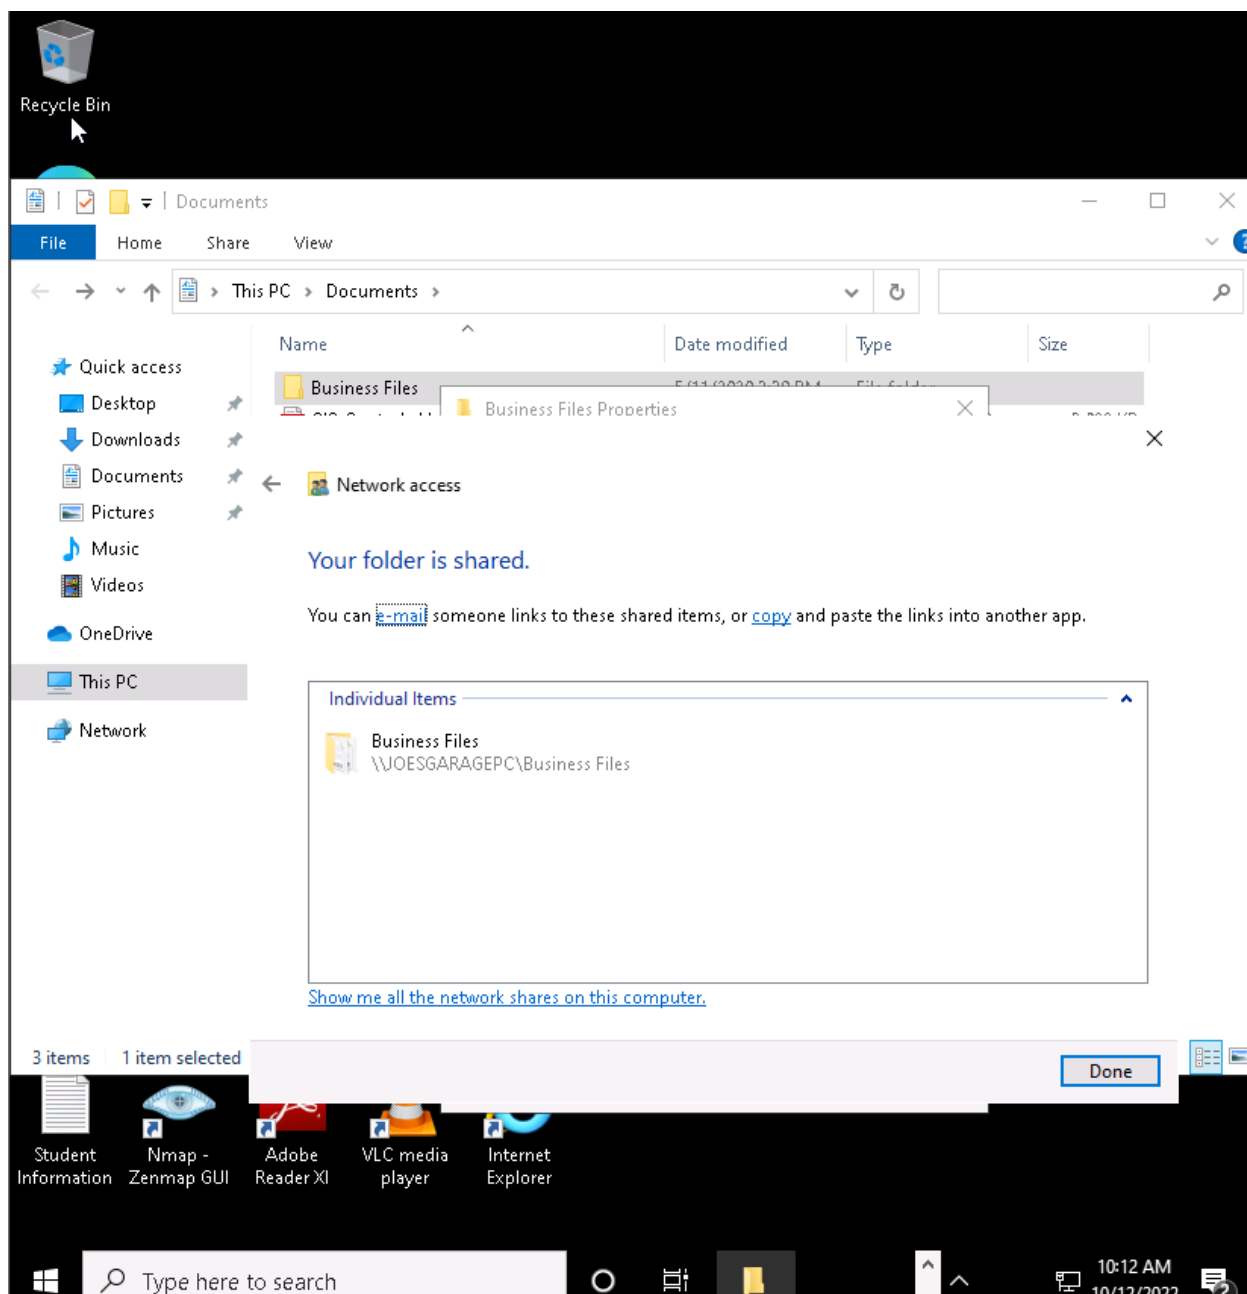 Recycle Bin
Documents
File Home Share View
This PC > Documents >
Name Date modified Type Size
Quick access
Business Files
Desktop
Business Files Properties
Downloads
Documents
Network access
Pictures
Music
Your folder is shared.
Videos
You can e-mail someone links to these shared items, or copy and paste the links into another app.
OneDrive
This PC
Individual Items
Network
Business Files
\\JOESGARAGEPC\Business Files
Show me all the network shares on this computer.
3 items 1 item selected
Done
Student Information
Nmap - Zenmap GUI
Adobe Reader XI
VLC media player
Internet Explorer
Type here to search
10:12 AM
10/12/2022
2